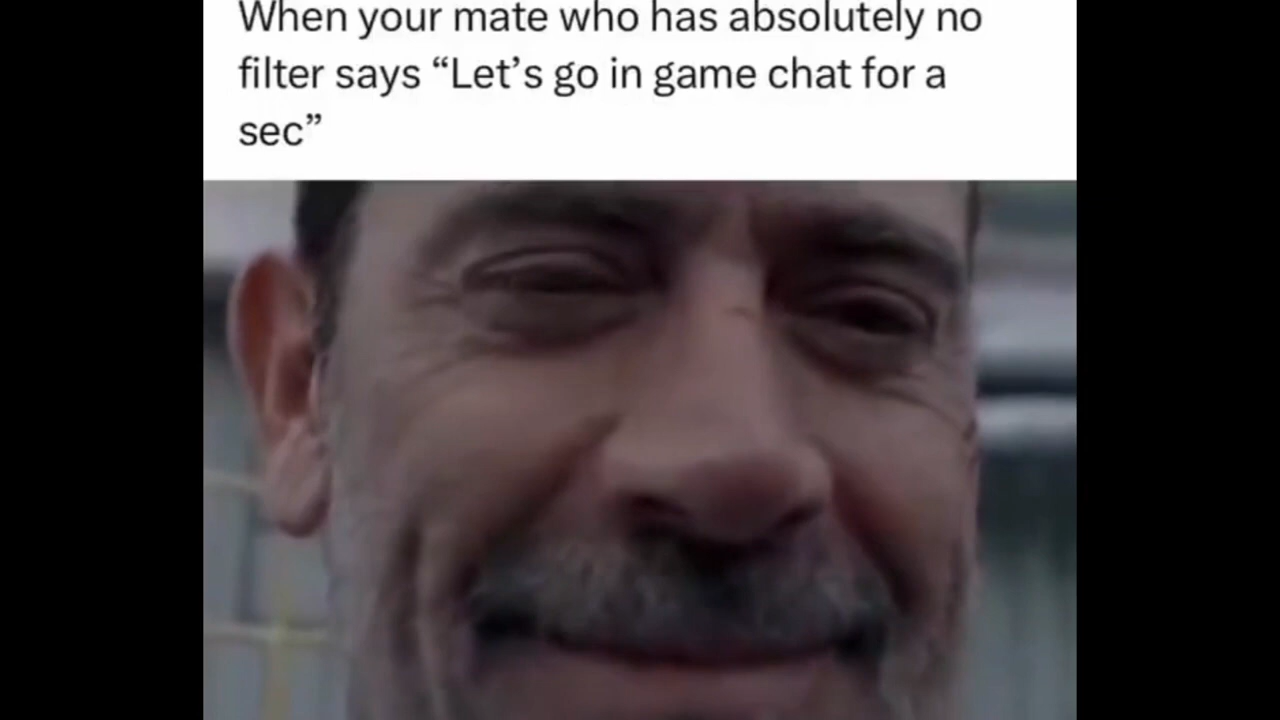 When your mate who has absolutely no
filter says “Let’s go in game chat for a
sec”